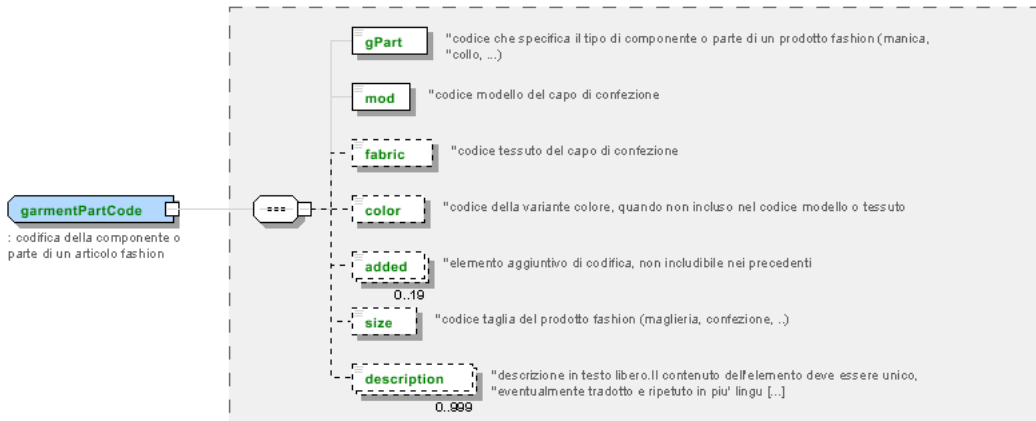 gPart
"codice che specifica il tipo di componente o parte di un prodotto fashion (manica,
"collo, ...)
mod
"codice modello del capo di confezione
fabric
"codice tessuto del capo di confezione
garmentPartCode
: codifica della componente o
parte di un articolo fashion
color
"codice della variante colore, quando non incluso nel codice modello o tessuto
added
"elemento aggiuntivo di codifica, non includibile nei precedenti
0..19
size
"codice taglia del prodotto fashion (maglieria, confezione, ..)
description
"descrizione in testo libero.Il contenuto dell'elemento deve essere unico,
"eventualmente tradotto e ripetuto in piu' lingu [...]
0..999